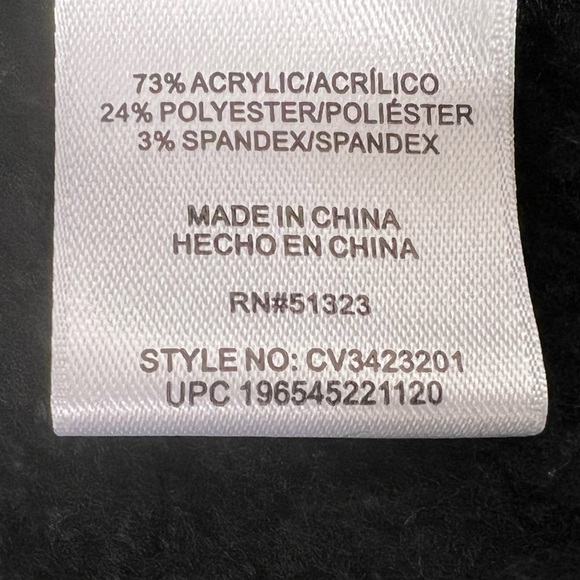 73% ACRYLIC/ACRÍLICO
24% POLYESTER/POLIÉSTER
3% SPANDEX/SPANDEX
MADE IN CHINA
HECHO EN CHINA
RN#51323
STYLE NO: CV3423201
UPC 196545221120